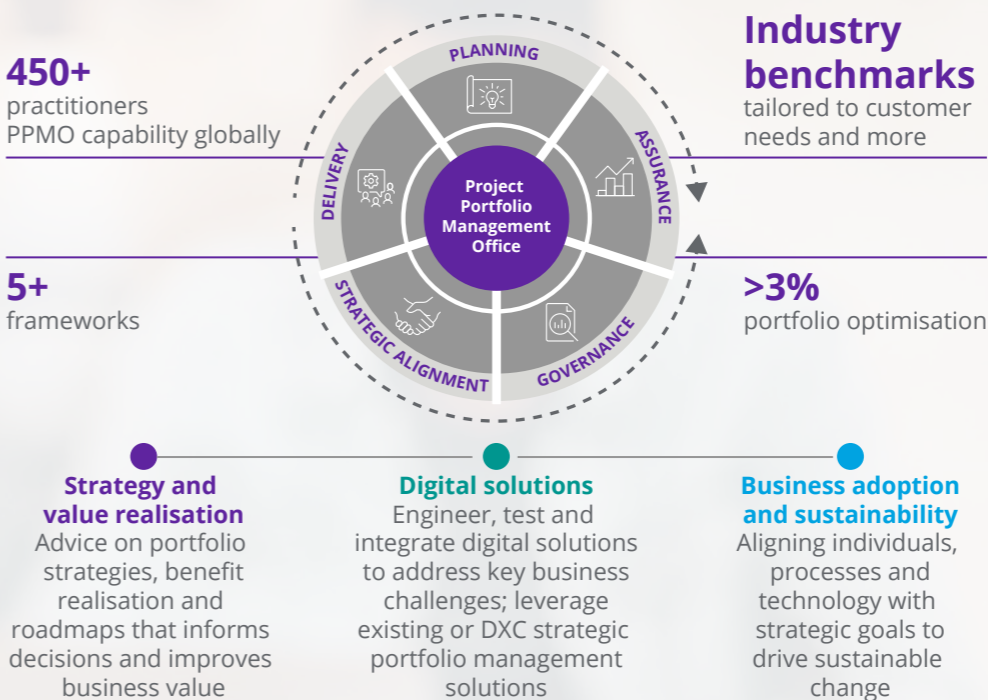 450+
practitioners
PPMO capability globally
5+
frameworks
PLANNING
ASSURANCE
GOVERNANCE
STRATEGIC ALIGNMENT
DELIVERY
Project
Portfolio
Management
Office
Industry
benchmarks
tailored to customer
needs and more
>3%
portfolio optimisation
Strategy and
value realisation
Advice on portfolio
strategies, benefit
realisation and
roadmaps that informs
decisions and improves
business value
Digital solutions
Engineer, test and
integrate digital solutions
to address key business
challenges; leverage
existing or DXC strategic
portfolio management
solutions
Business adoption
and sustainability
Aligning individuals,
processes and
technology with
strategic goals to
drive sustainable
change